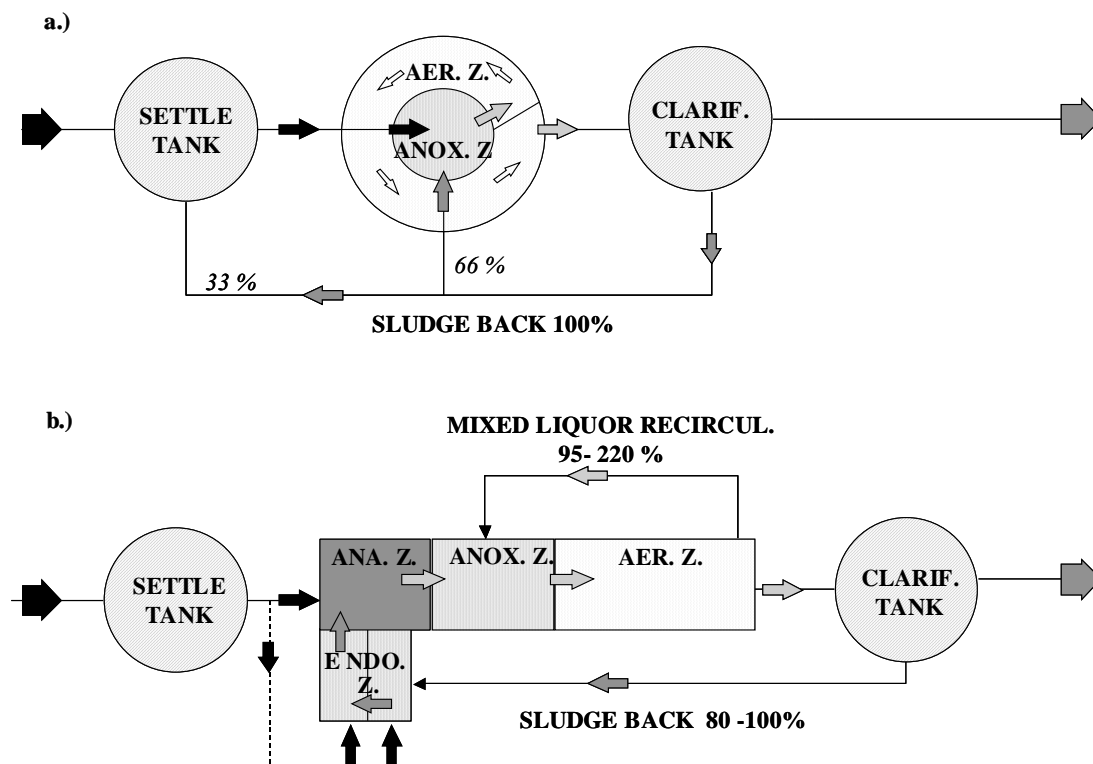 a.)
AER. Z.
SETTLE
TANK
CLARIF.
TANK
ANOX. Z
66 %
33 %
SLUDGE BACK 100%
b.)
MIXED LIQUOR RECIRCUL.
95- 220 %
ANA. Z.
ANOX. Z.
AER. Z.
SETTLE
TANK
CLARIF.
TANK
E NDO.
Z.
SLUDGE BACK 80 -100%